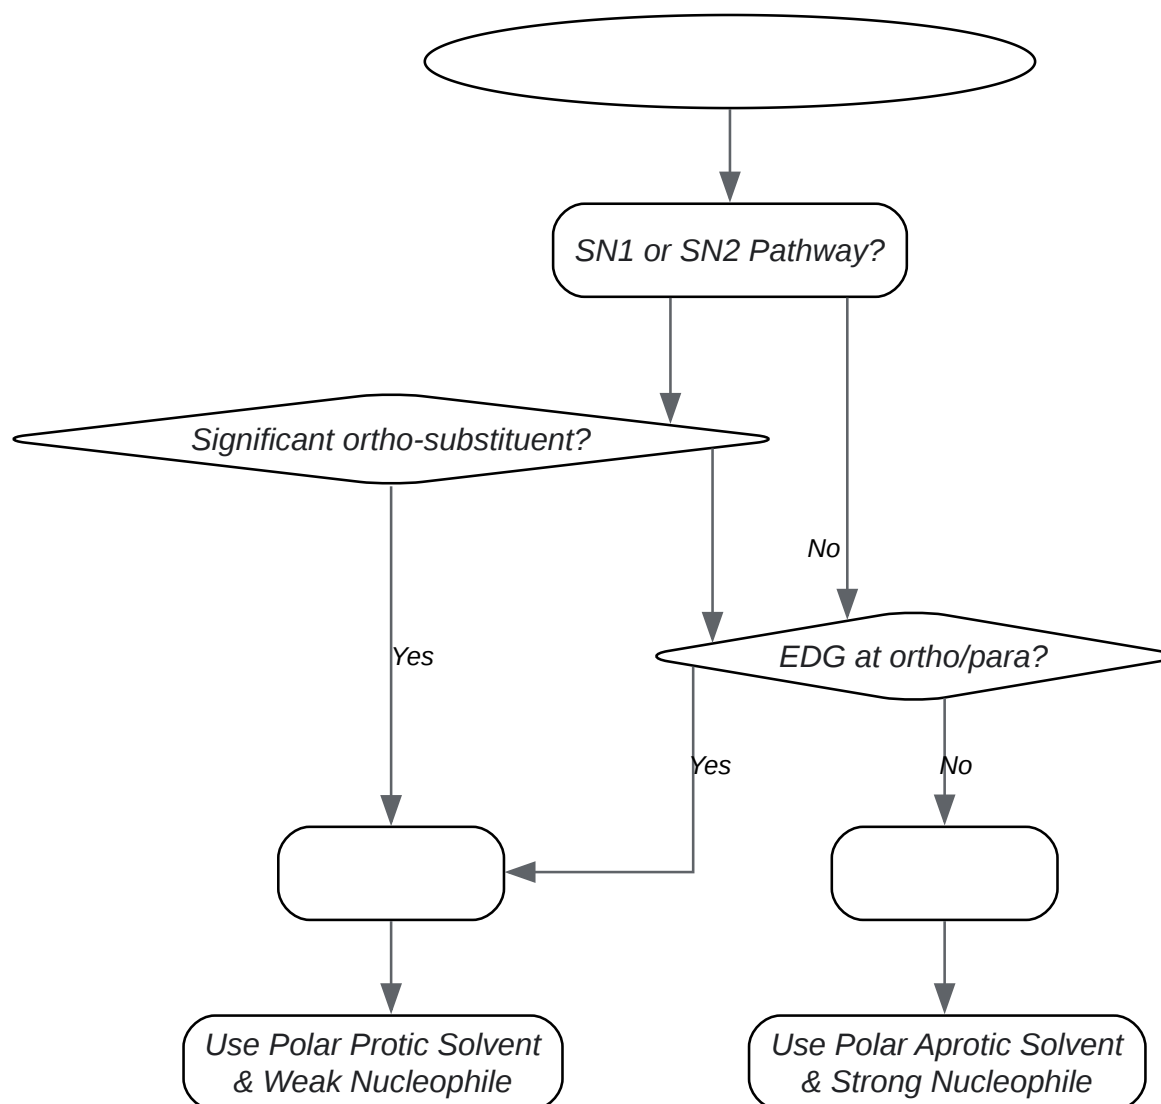 SN1 or SN2 Pathway?
Significant ortho-substituent?
No
EDG at ortho/para?
Yes
Yes
No
Use Polar Protic Solvent
& Weak Nucleophile
Use Polar Aprotic Solvent
& Strong Nucleophile